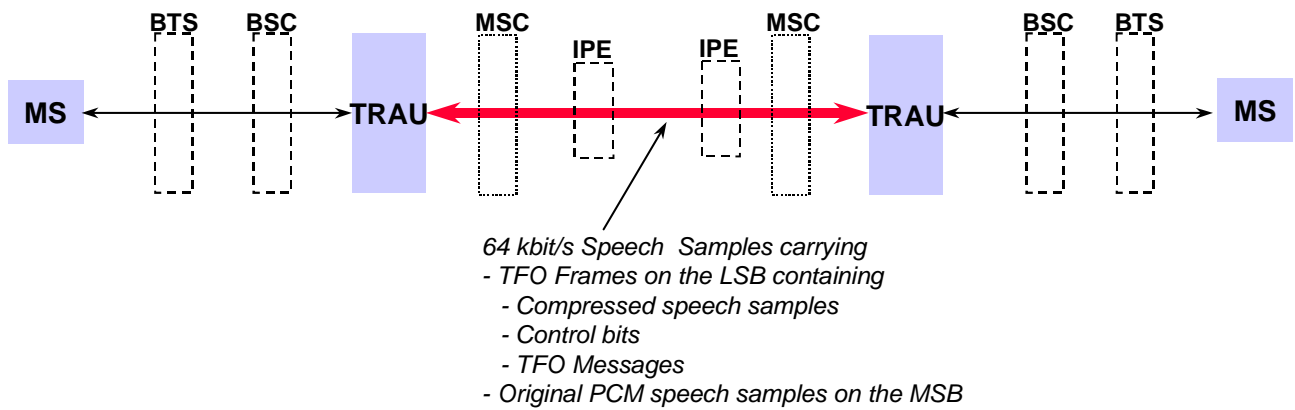 BTS BSC MSC IPE IPE MSC BSC BTS
MS TRAU TRAU MS
64 kbit/s Speech Samples carrying
- TFO Frames on the LSB containing
- Compressed speech samples
- Control bits
- TFO Messages
- Original PCM speech samples on the MSB